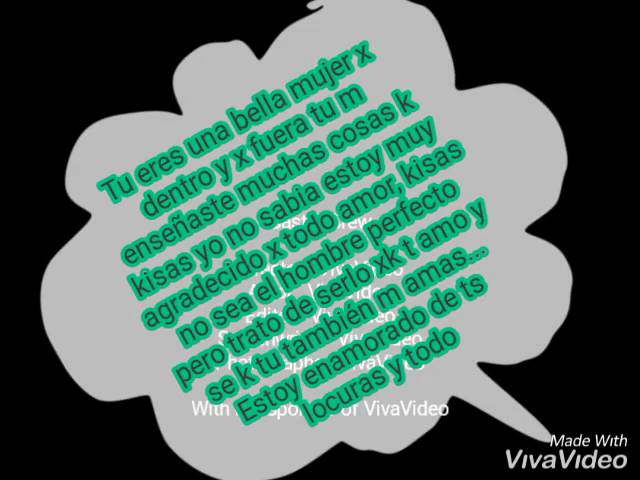 Tu eres una bella mujer x
dentro y x fuera tu m
enseñaste muchas cosas k
kisas yo no sabia estoy muy
agradecido x todo amor, kisas
no sea el hombre perfecto
pero trato de serlo xk t amo y
se k tu también m amas...
Estoy enamorado de ts
locuras y todo
With
or VivaVideo
Made With
VivaVideo